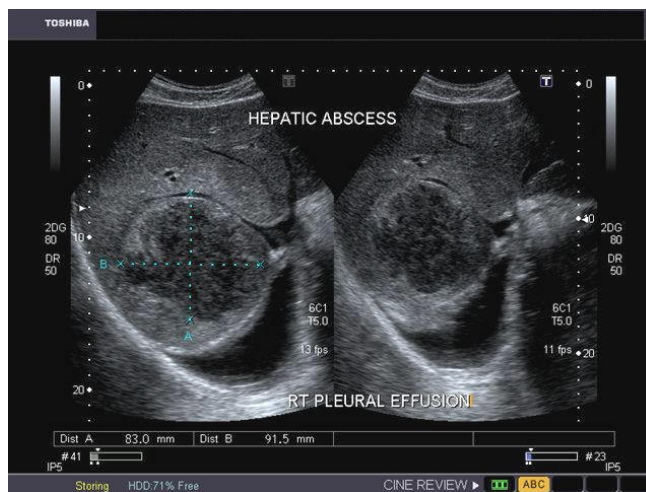 TOSHIBA
T
T
0
0
HEPATIC ABSCESS
2DG
80
DR
50
10
10
2DG
80
DR
50
B
A
6C1
T5.0
13 fps
6C1
T5.0
11 fps
20
20
RT PLEURAL EFFUSION
Dist A 83.0 mm Dist B 91.5 mm
#41
IP5
#23
IP5
Storing HDD:71% Free CINE REVIEW ABC